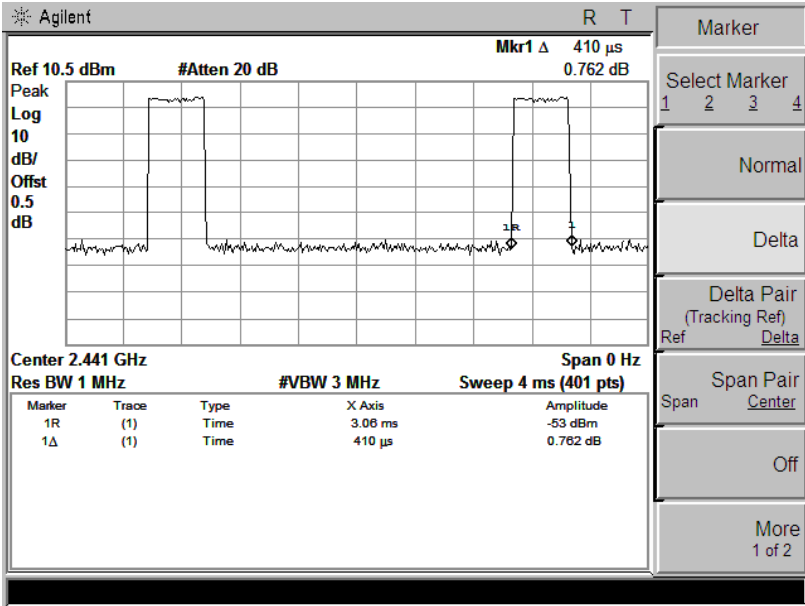 Agilent
R T
Mkr1 Δ 410 µs
Ref 10.5 dBm #Atten 20 dB 0.762 dB
Peak
Log
10
dB/
Offst
0.5
dB
1R 1
Center 2.441 GHz Span 0 Hz
Res BW 1 MHz #VBW 3 MHz Sweep 4 ms (401 pts)
Marker Trace Type X Axis Amplitude
1R (1) Time 3.06 ms -53 dBm
1Δ (1) Time 410 µs 0.762 dB
Marker
Select Marker
1 2 3 4
Normal
Delta
Delta Pair
(Tracking Ref)
Ref Delta
Span Pair
Span Center
Off
More
1 of 2